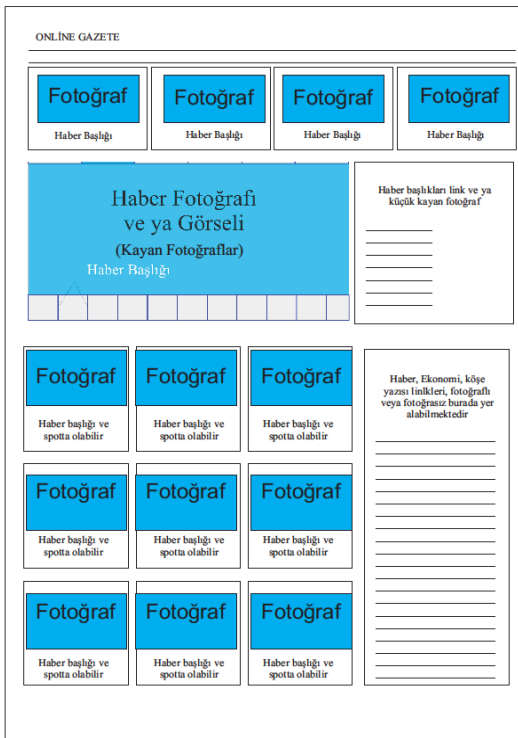 ONLİNE GAZETE
Fotoğraf
Fotoğraf
Fotoğraf
Fotoğraf
Haber Başlığı
Haber Başlığı
Haber Başlığı
Haber Başlığı
Haber Fotoğrafı
ve ya Görseli
(Kayan Fotoğraflar)
Haber Başlığı
Haber başlıkları link ve ya
küçük kayan fotoğraf
Fotoğraf
Fotoğraf
Fotoğraf
Haber başlığı ve
spotta olabilir
Haber başlığı ve
spotta olabilir
Haber başlığı ve
spotta olabilir
Haber, Ekonomi, köşe
yazısı linlkleri, fotoğraflı
veya fotoğrasız burada yer
alabilmektedir
Fotoğraf
Fotoğraf
Fotoğraf
Haber başlığı ve
spotta olabilir
Haber başlığı ve
spotta olabilir
Haber başlığı ve
spotta olabilir
Fotoğraf
Fotoğraf
Fotoğraf
Haber başlığı ve
spotta olabilir
Haber başlığı ve
spotta olabilir
Haber başlığı ve
spotta olabilir